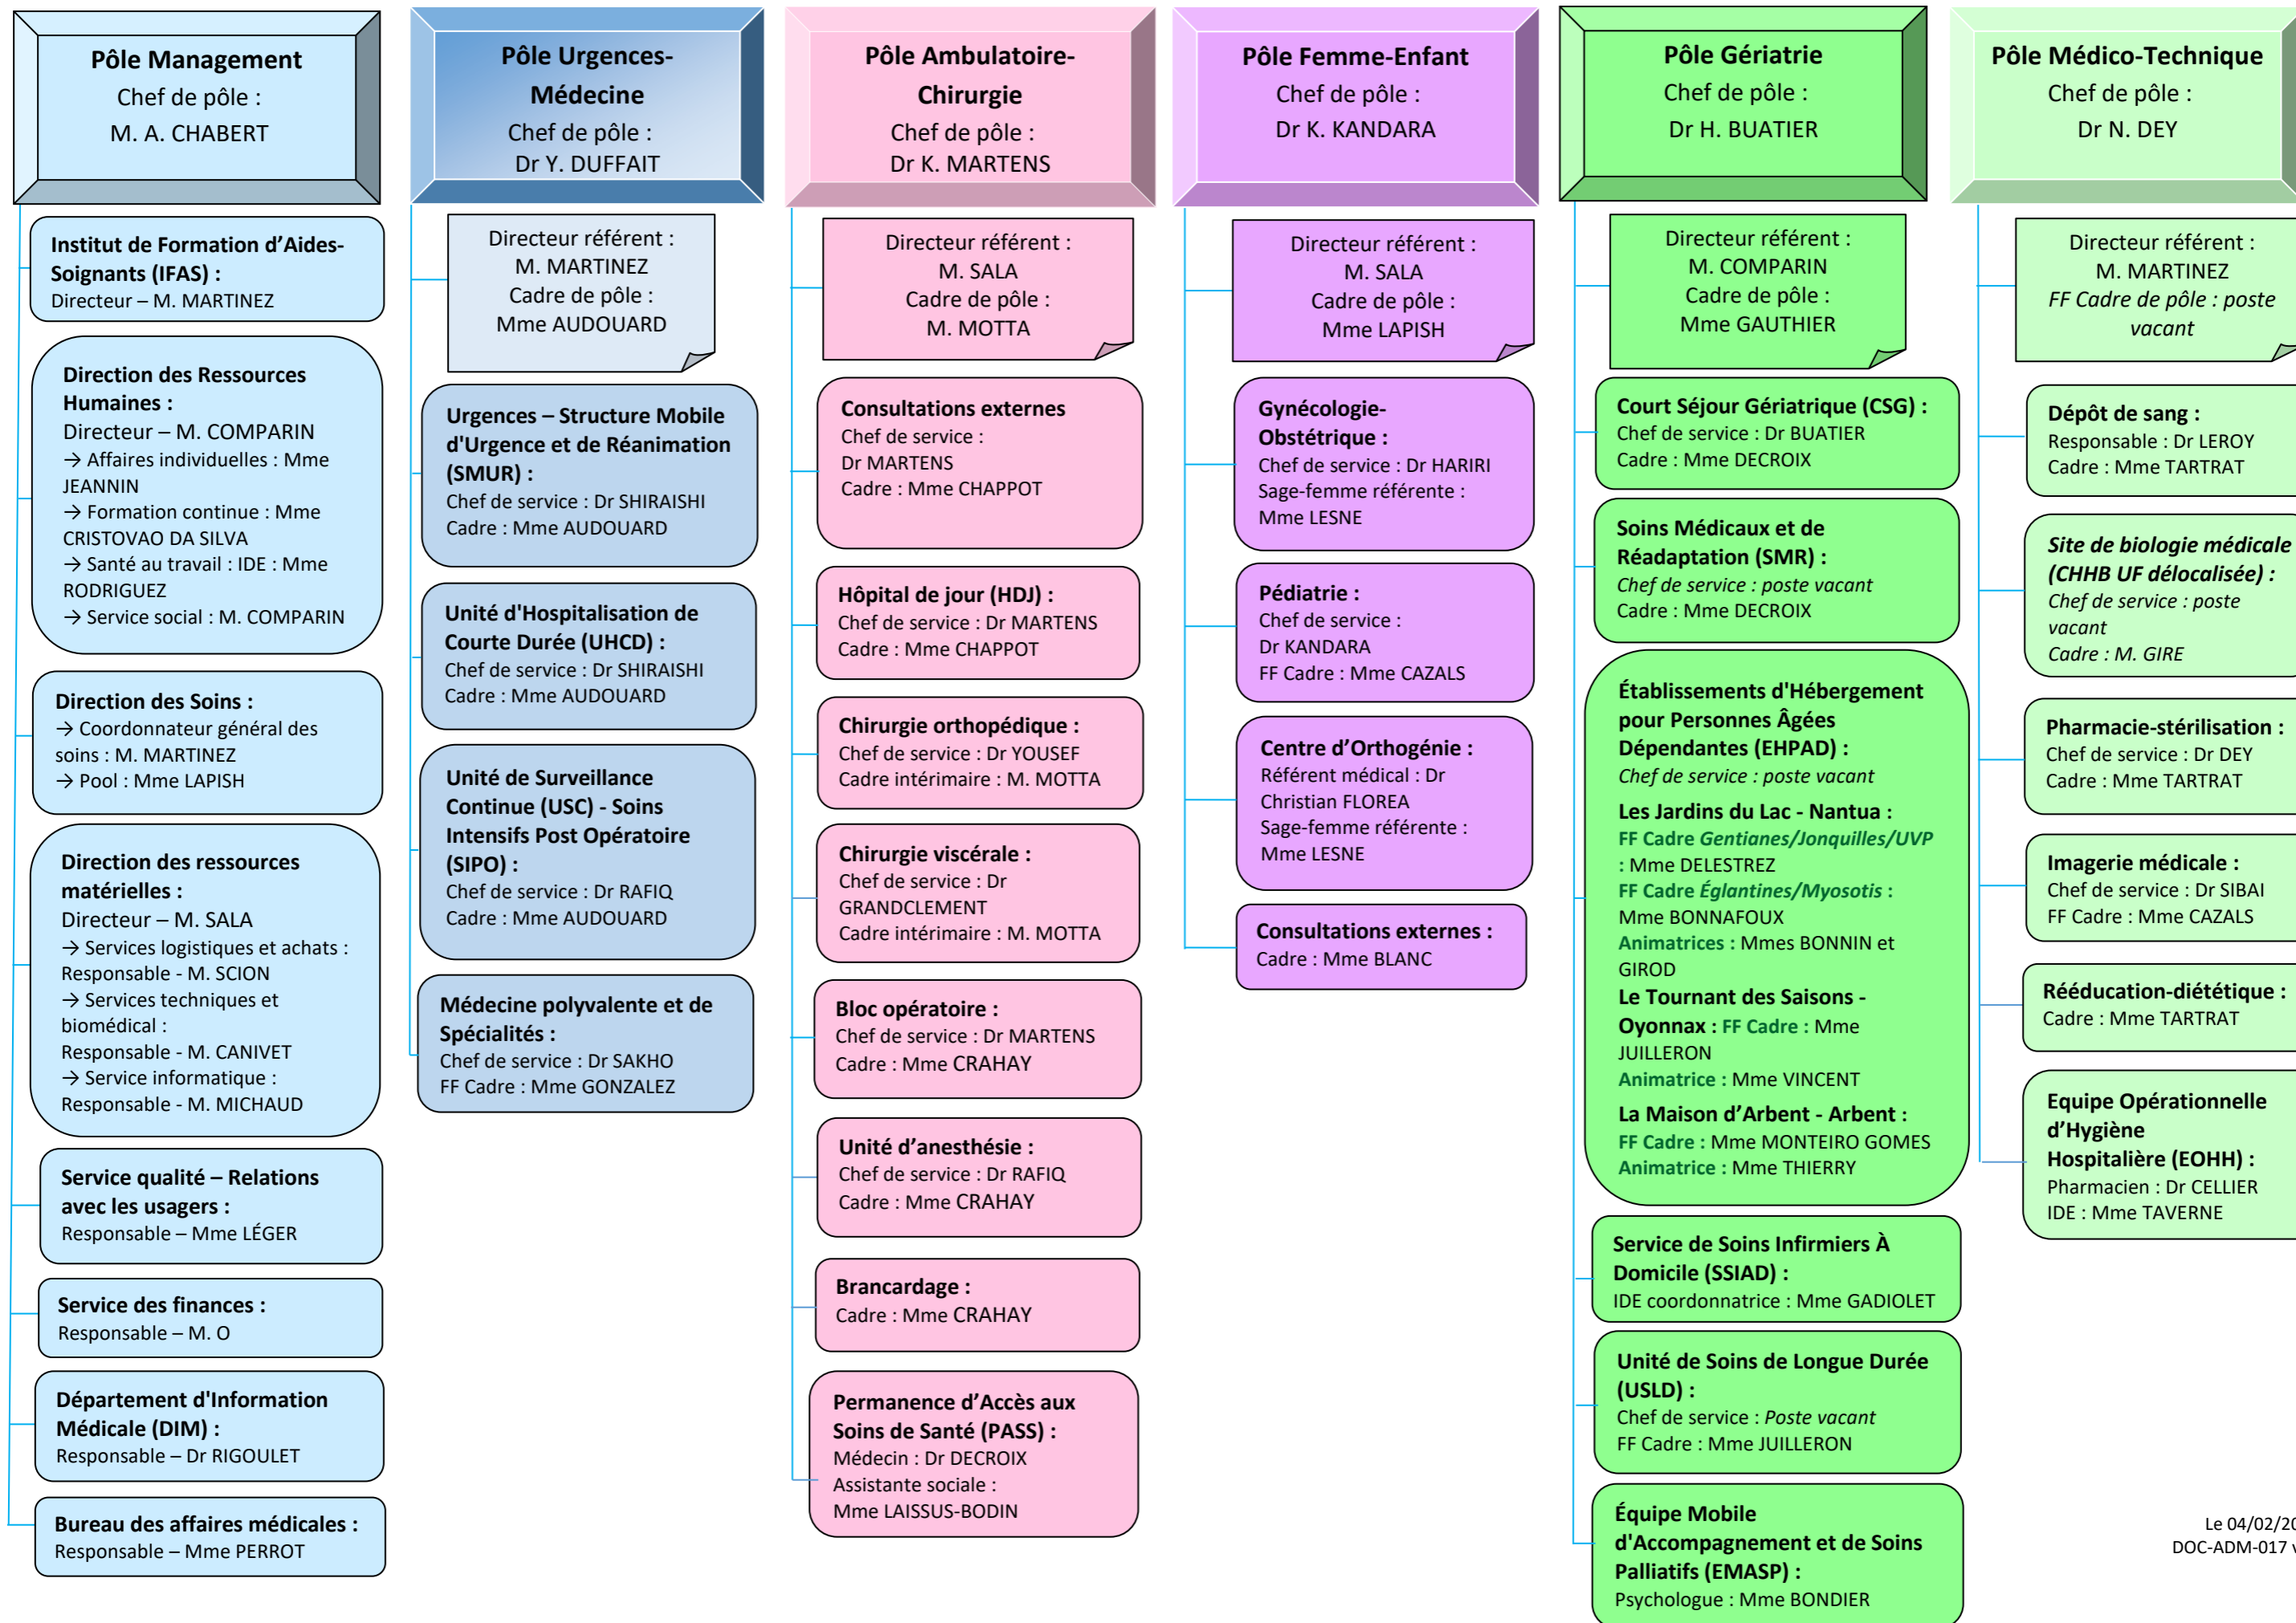 Pôle Management
Chef de pôle :
M. A. CHABERT
Institut de Formation d’Aides-
Soignants (IFAS) :
Directeur – M. MARTINEZ
Direction des Ressources
Humaines :
Directeur – M. COMPARIN
→ Affaires individuelles : Mme
JEANNIN
→ Formation continue : Mme
CRISTOVAO DA SILVA
→ Santé au travail : IDE : Mme
RODRIGUEZ
→ Service social : M. COMPARIN
Direction des Soins :
→ Coordonnateur général des
soins : M. MARTINEZ
→ Pool : Mme LAPISH
Direction des ressources
matérielles :
Directeur – M. SALA
→ Services logistiques et achats :
Responsable - M. SCION
→ Services techniques et
biomédical :
Responsable - M. CANIVET
→ Service informatique :
Responsable - M. MICHAUD
Service qualité – Relations
avec les usagers :
Responsable – Mme LÉGER
Service des finances :
Responsable – M. O
Département d'Information
Médicale (DIM) :
Responsable – Dr RIGOULET
Bureau des affaires médicales :
Responsable – Mme PERROT
Pôle Urgences-
Médecine
Chef de pôle :
Dr Y. DUFFAIT
Directeur référent :
M. MARTINEZ
Cadre de pôle :
Mme AUDOUARD
Urgences – Structure Mobile
d'Urgence et de Réanimation
(SMUR) :
Chef de service : Dr SHIRAISHI
Cadre : Mme AUDOUARD
Unité d'Hospitalisation de
Courte Durée (UHCD) :
Chef de service : Dr SHIRAISHI
Cadre : Mme AUDOUARD
Unité de Surveillance
Continue (USC) - Soins
Intensifs Post Opératoire
(SIPO) :
Chef de service : Dr RAFIQ
Cadre : Mme AUDOUARD
Médecine polyvalente et de
Spécialités :
Chef de service : Dr SAKHO
FF Cadre : Mme GONZALEZ
Pôle Ambulatoire-
Chirurgie
Chef de pôle :
Dr K. MARTENS
Directeur référent :
M. SALA
Cadre de pôle :
M. MOTTA
Consultations externes
Chef de service :
Dr MARTENS
Cadre : Mme CHAPPOT
Hôpital de jour (HDJ) :
Chef de service : Dr MARTENS
Cadre : Mme CHAPPOT
Chirurgie orthopédique :
Chef de service : Dr YOUSEF
Cadre intérimaire : M. MOTTA
Chirurgie viscérale :
Chef de service : Dr
GRANDCLEMENT
Cadre intérimaire : M. MOTTA
Bloc opératoire :
Chef de service : Dr MARTENS
Cadre : Mme CRAHAY
Unité d’anesthésie :
Chef de service : Dr RAFIQ
Cadre : Mme CRAHAY
Brancardage :
Cadre : Mme CRAHAY
Permanence d’Accès aux
Soins de Santé (PASS) :
Médecin : Dr DECROIX
Assistante sociale :
Mme LAISSUS-BODIN
Pôle Femme-Enfant
Chef de pôle :
Dr K. KANDARA
Directeur référent :
M. SALA
Cadre de pôle :
Mme LAPISH
Gynécologie-
Obstétrique :
Chef de service : Dr HARIRI
Sage-femme référente :
Mme LESNE
Pédiatrie :
Chef de service :
Dr KANDARA
FF Cadre : Mme CAZALS
Centre d’Orthogénie :
Référent médical : Dr
Christian FLOREA
Sage-femme référente :
Mme LESNE
Consultations externes :
Cadre : Mme BLANC
Pôle Gériatrie
Chef de pôle :
Dr H. BUATIER
Directeur référent :
M. COMPARIN
Cadre de pôle :
Mme GAUTHIER
Court Séjour Gériatrique (CSG) :
Chef de service : Dr BUATIER
Cadre : Mme DECROIX
Soins Médicaux et de
Réadaptation (SMR) :
Chef de service : poste vacant
Cadre : Mme DECROIX
Établissements d'Hébergement
pour Personnes Âgées
Dépendantes (EHPAD) :
Chef de service : poste vacant
Les Jardins du Lac - Nantua :
FF Cadre Gentianes/Jonquilles/UVP
: Mme DELESTREZ
FF Cadre Églantines/Myosotis :
Mme BONNAFOUX
Animatrices : Mmes BONNIN et
GIROD
Le Tournant des Saisons -
Oyonnax : FF Cadre : Mme
JUILLERON
Animatrice : Mme VINCENT
La Maison d’Arbent - Arbent :
FF Cadre : Mme MONTEIRO GOMES
Animatrice : Mme THIERRY
Service de Soins Infirmiers À
Domicile (SSIAD) :
IDE coordonnatrice : Mme GADIOLET
Unité de Soins de Longue Durée
(USLD) :
Chef de service : Poste vacant
FF Cadre : Mme JUILLERON
Équipe Mobile
d'Accompagnement et de Soins
Palliatifs (EMASP) :
Psychologue : Mme BONDIER
Pôle Médico-Technique
Chef de pôle :
Dr N. DEY
Directeur référent :
M. MARTINEZ
FF Cadre de pôle : poste
vacant
Dépôt de sang :
Responsable : Dr LEROY
Cadre : Mme TARTRAT
Site de biologie médicale
(CHHB UF délocalisée) :
Chef de service : poste
vacant
Cadre : M. GIRE
Pharmacie-stérilisation :
Chef de service : Dr DEY
Cadre : Mme TARTRAT
Imagerie médicale :
Chef de service : Dr SIBAI
FF Cadre : Mme CAZALS
Rééducation-diététique :
Cadre : Mme TARTRAT
Equipe Opérationnelle
d’Hygiène
Hospitalière (EOHH) :
Pharmacien : Dr CELLIER
IDE : Mme TAVERNE
Le 04/02/20
DOC-ADM-017 v